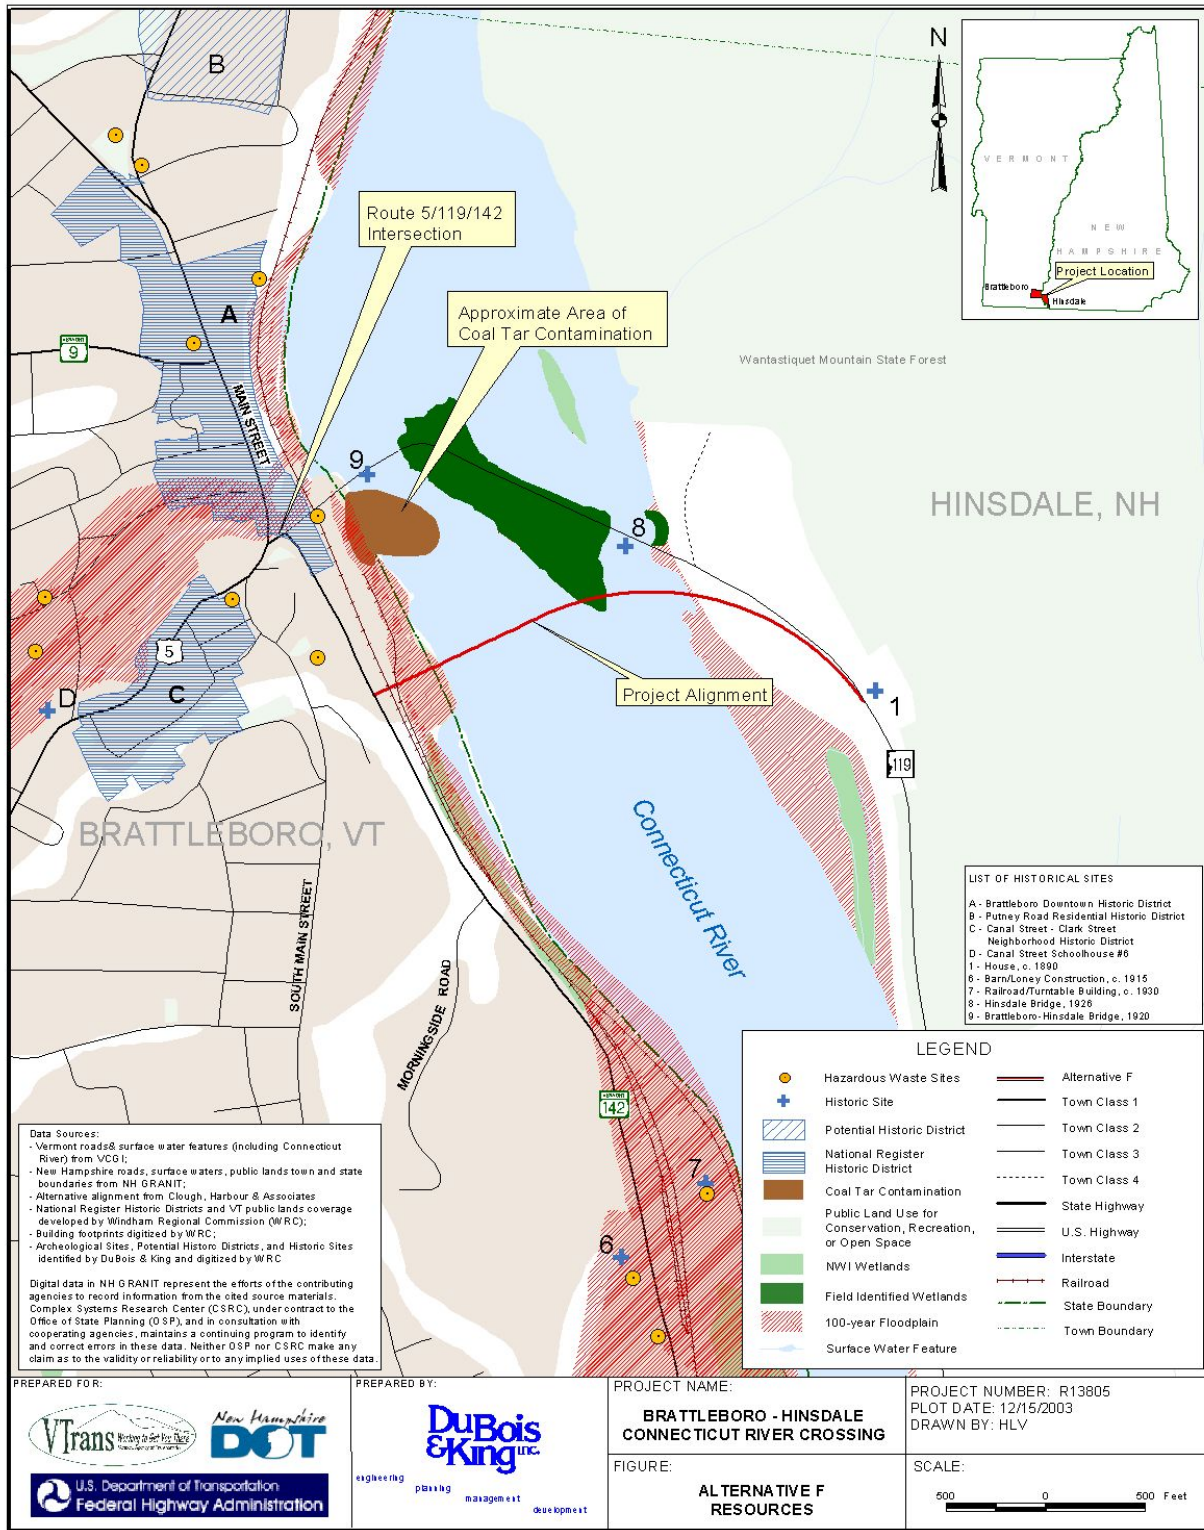 B
N
VERMONT
NEW
HAMPSHIRE
Project Location
Brattleboro
Hinsdale
Route 5/119/142
Intersection
A
Approximate Area of
Coal Tar Contamination
VERMONT
9
MAIN STREET
Wantastiquet Mountain State Forest
9
HINSDALE, NH
8
5
D
C
Project Alignment
1
119
BRATTLEBORO, VT
Connecticut River
SOUTH MAIN STREET
MORNINGSIDE ROAD
VERMONT
142
7
6
LIST OF HISTORICAL SITES
A - Brattleboro Downtown Historic District
B - Putney Road Residential Historic District
C - Canal Street - Clark Street
Neighborhood Historic District
D - Canal Street Schoolhouse #6
1 - House, c. 1890
6 - Barn/Loney Construction, c. 1915
7 - Railroad/Turntable Building, c. 1930
8 - Hinsdale Bridge, 1926
9 - Brattleboro-Hinsdale Bridge, 1920
LEGEND
Hazardous Waste Sites
Historic Site
Potential Historic District
National Register
Historic District
Coal Tar Contamination
Public Land Use for
Conservation, Recreation,
or Open Space
NWI Wetlands
Field Identified Wetlands
100-year Floodplain
Surface Water Feature
Alternative F
Town Class 1
Town Class 2
Town Class 3
Town Class 4
State Highway
U.S. Highway
Interstate
Railroad
State Boundary
Town Boundary
Data Sources:
- Vermont roads& surface water features (including Connecticut
River) from VCGI;
- New Hampshire roads, surface waters, public lands town and state
boundaries from NH GRANIT;
- Alternative alignment from Clough, Harbour & Associates
- National Register Historic Districts and VT public lands coverage
developed by Windham Regional Commission (WRC);
- Building footprints digitized by WRC;
- Archeological Sites, Potential Historc Districts, and Historic Sites
identified by DuBois & King and digitized by WRC
Digital data in NH GRANIT represent the efforts of the contributing
agencies to record information from the cited source materials.
Complex Systems Research Center (CSRC), under contract to the
Office of State Planning (OSP), and in consultation with
cooperating agencies, maintains a continuing program to identify
and correct errors in these data. Neither OSP nor CSRC make any
claim as to the validity or reliability or to any implied uses of these data.
PREPARED FOR:
VTrans Working to Get You There
New Hampshire
DOT
U.S. Department of Transportation
Federal Highway Administration
PREPARED BY:
DuBois
&King INC.
engineering
planning
management
development
PROJECT NAME:
BRATTLEBORO - HINSDALE
CONNECTICUT RIVER CROSSING
FIGURE:
ALTERNATIVE F
RESOURCES
PROJECT NUMBER: R13805
PLOT DATE: 12/15/2003
DRAWN BY: HLV
SCALE:
500 0 500 Feet